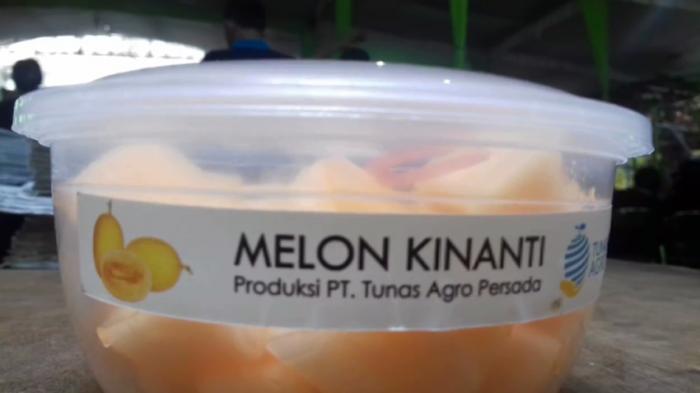 MELON KINANTI
Produksi PT. Tunas Agro Persada